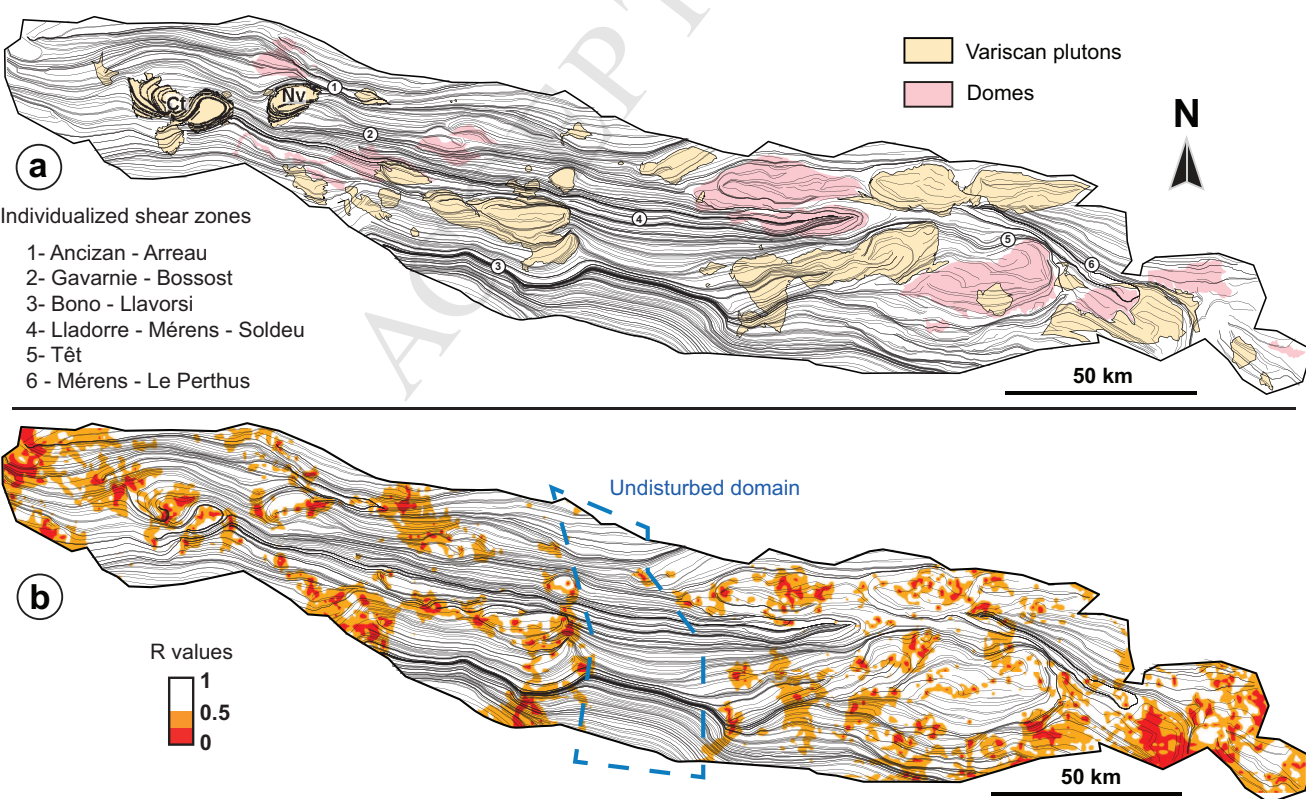 Variscan plutons
Domes
N
Ct
Nv
1
2
3
4
5
6
a
Individualized shear zones
1- Ancizan - Arreau
2- Gavarnie - Bossost
3- Bono - Llavorsi
4- Lladorre - Mérens - Soldeu
5- Têt
6 - Mérens - Le Perthus
50 km
ACCEPT
Undisturbed domain
b
R values
1
0.5
0
50 km